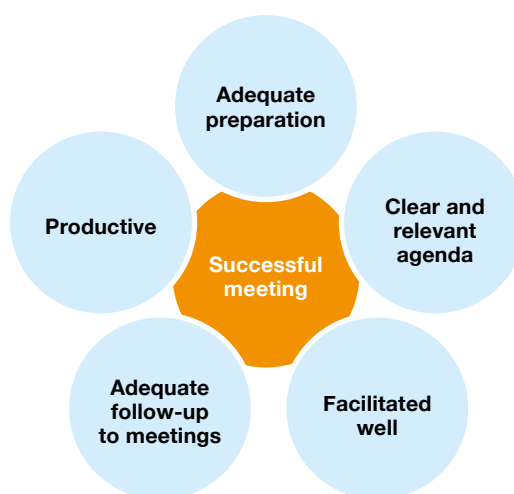 Adequate
preparation
Clear and
relevant
agenda
Facilitated
well
Adequate
follow-up
to meetings
Productive
Successful
meeting